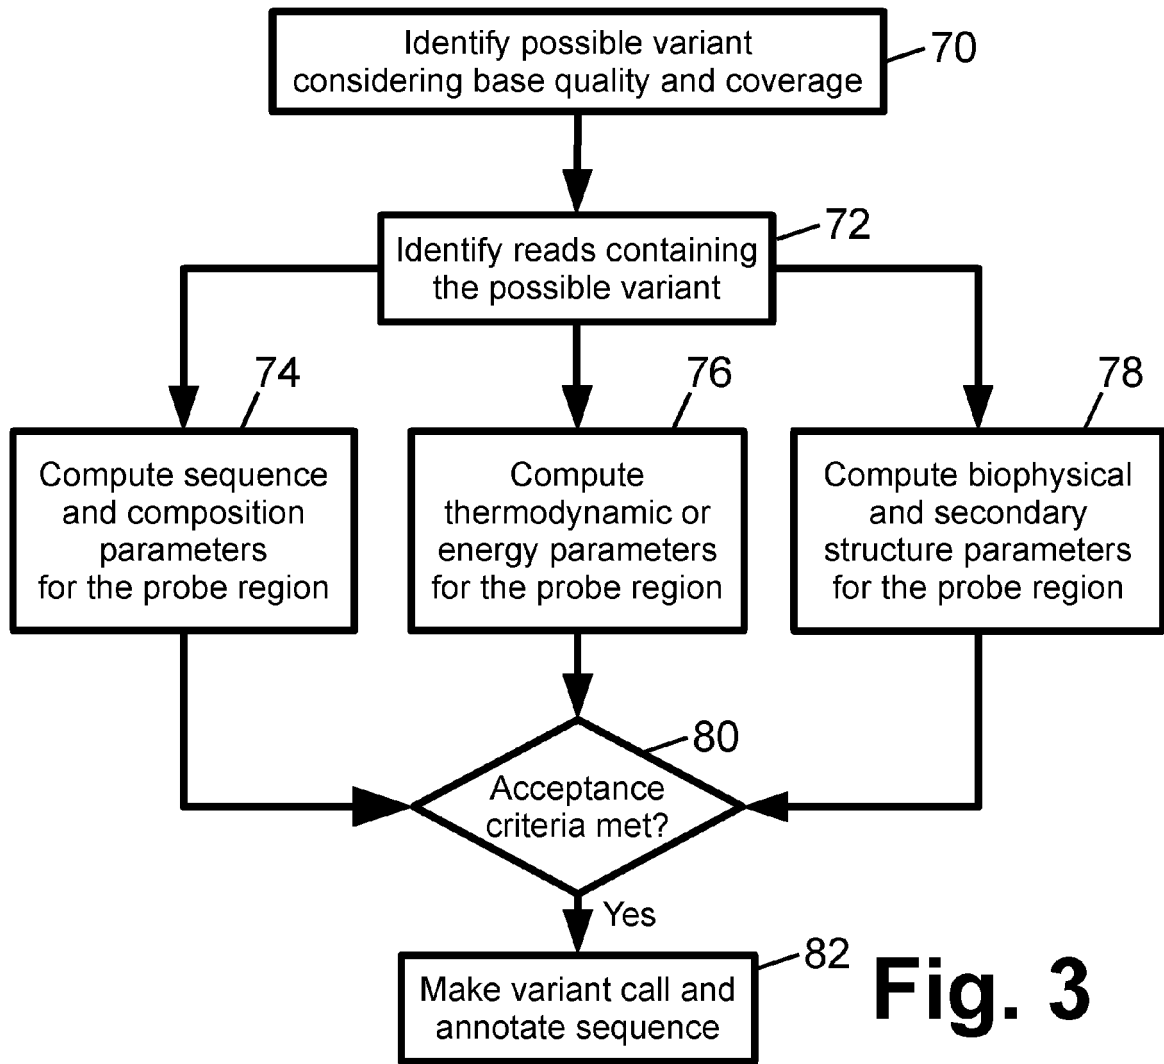 Identify possible variant
considering base quality and coverage
70
72
Identify reads containing
the possible variant
74
76
78
Compute sequence
and composition
parameters
for the probe region
Compute
thermodynamic or
energy parameters
for the probe region
Compute biophysical
and secondary
structure parameters
for the probe region
80
Acceptance
criteria met?
Yes
82
Make variant call and
annotate sequence
Fig. 3